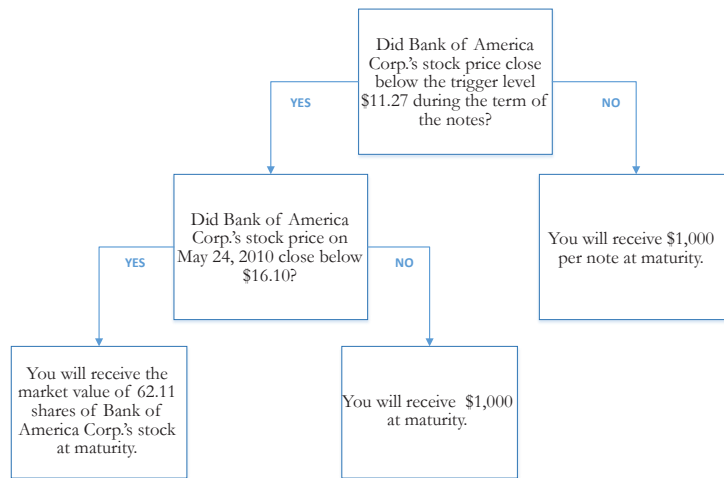 Did Bank of America
Corp.'s stock price close
below the trigger level
$11.27 during the term of
the notes?
YES
NO
Did Bank of America
Corp.'s stock price on
May 24, 2010 close below
$16.10?
You will receive $1,000
per note at maturity.
YES
NO
You will receive the
market value of 62.11
shares of Bank of
America Corp.'s stock
at maturity.
You will receive $1,000
at maturity.